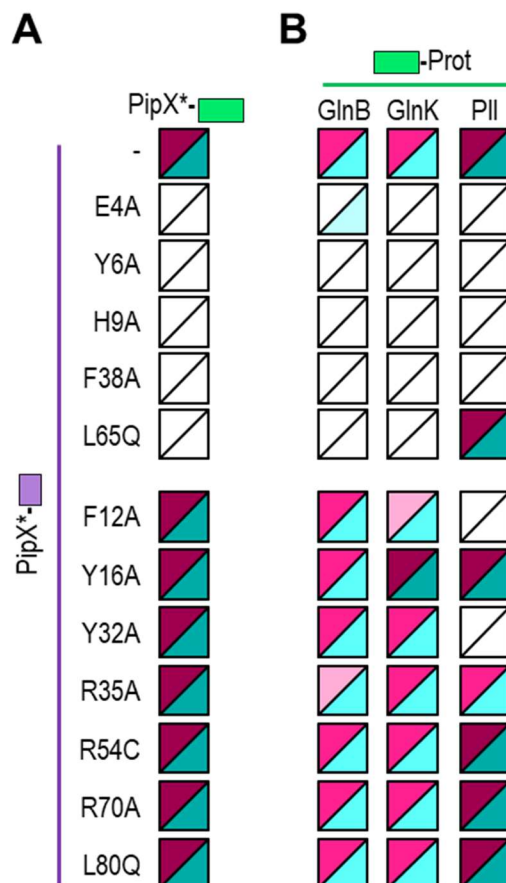 A
B
-Prot
PipX*-
GlnB GlnK PII
-
E4A
Y6A
H9A
F38A
L65Q
F12A
Y16A
Y32A
R35A
R54C
R70A
L80Q
PipX*-